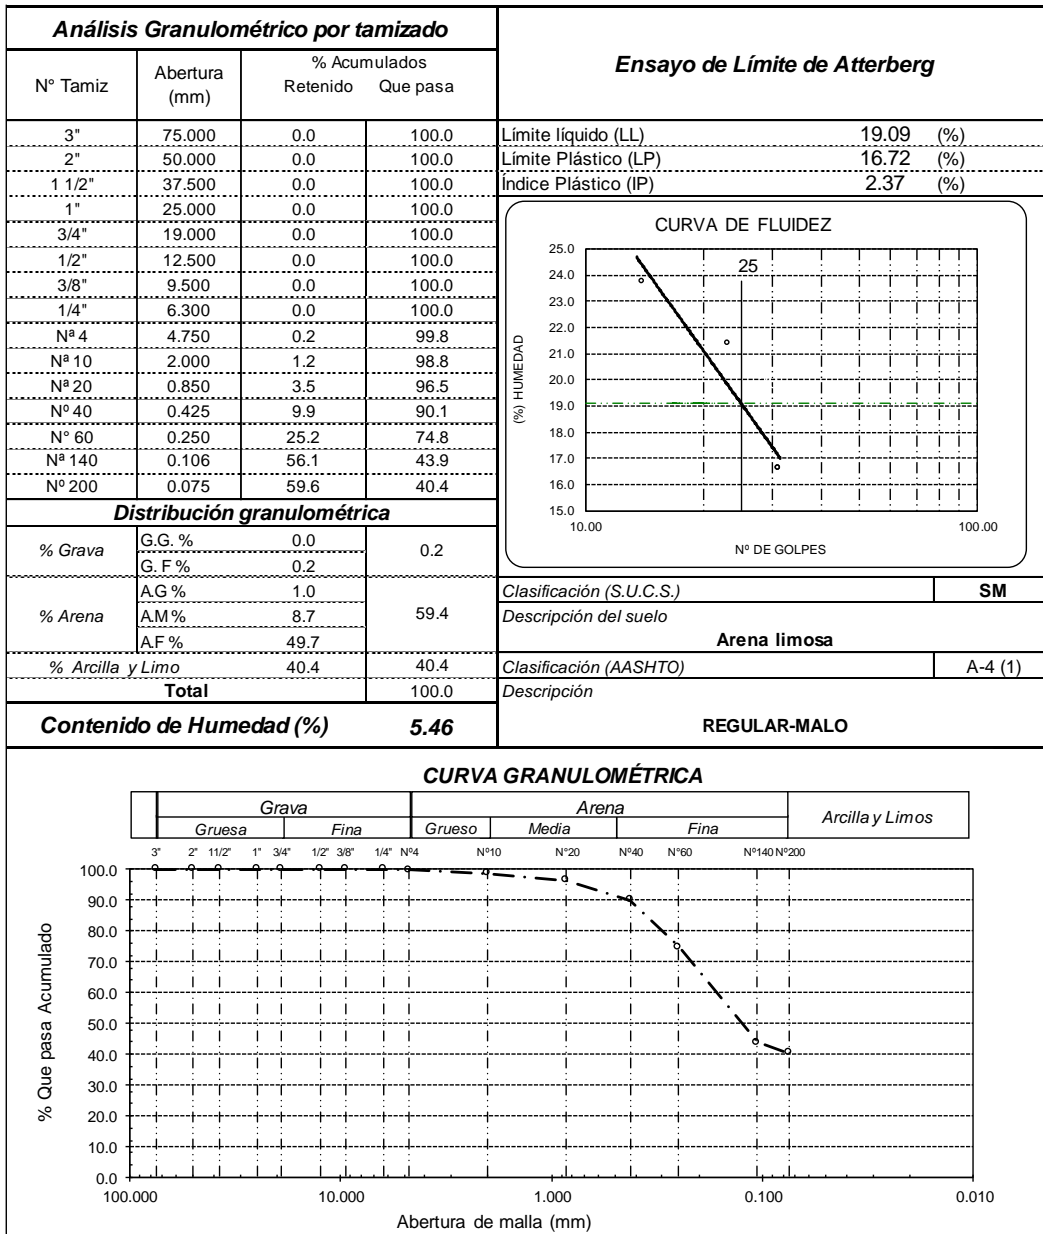 Análisis Granulométrico por tamizado
N° Tamiz Abertura (mm) % Acumulados Retenido Que pasa
3" 75.000 0.0 100.0
2" 50.000 0.0 100.0
1 1/2" 37.500 0.0 100.0
1" 25.000 0.0 100.0
3/4" 19.000 0.0 100.0
1/2" 12.500 0.0 100.0
3/8" 9.500 0.0 100.0
1/4" 6.300 0.0 100.0
Nª 4 4.750 0.2 99.8
Nª 10 2.000 1.2 98.8
Nª 20 0.850 3.5 96.5
Nº 40 0.425 9.9 90.1
N° 60 0.250 25.2 74.8
Nª 140 0.106 56.1 43.9
Nº 200 0.075 59.6 40.4
Distribución granulométrica
% Grava G.G. % 0.0 0.2
G. F % 0.2
% Arena A.G % 1.0 59.4
A.M % 8.7
A.F % 49.7
% Arcilla y Limo 40.4 40.4
Total 100.0
Contenido de Humedad (%) 5.46
Ensayo de Límite de Atterberg
Límite líquido (LL) 19.09 (%)
Límite Plástico (LP) 16.72 (%)
Índice Plástico (IP) 2.37 (%)
CURVA DE FLUIDEZ
25
(%) HUMEDAD
25.0
24.0
23.0
22.0
21.0
20.0
19.0
18.0
17.0
16.0
15.0
10.00 100.00
Nº DE GOLPES
Clasificación (S.U.C.S.) SM
Descripción del suelo
Arena limosa
Clasificación (AASHTO) A-4 (1)
Descripción
REGULAR-MALO
CURVA GRANULOMÉTRICA
Grava Arena Arcilla y Limos
Gruesa Fina Grueso Media Fina
3" 2" 11/2" 1" 3/4" 1/2" 3/8" 1/4" Nº4 N°10 N°20 N°40 N°60 N°140 N°200
% Que pasa Acumulado
100.0
90.0
80.0
70.0
60.0
50.0
40.0
30.0
20.0
10.0
0.0
100.000 10.000 1.000 0.100 0.010
Abertura de malla (mm)